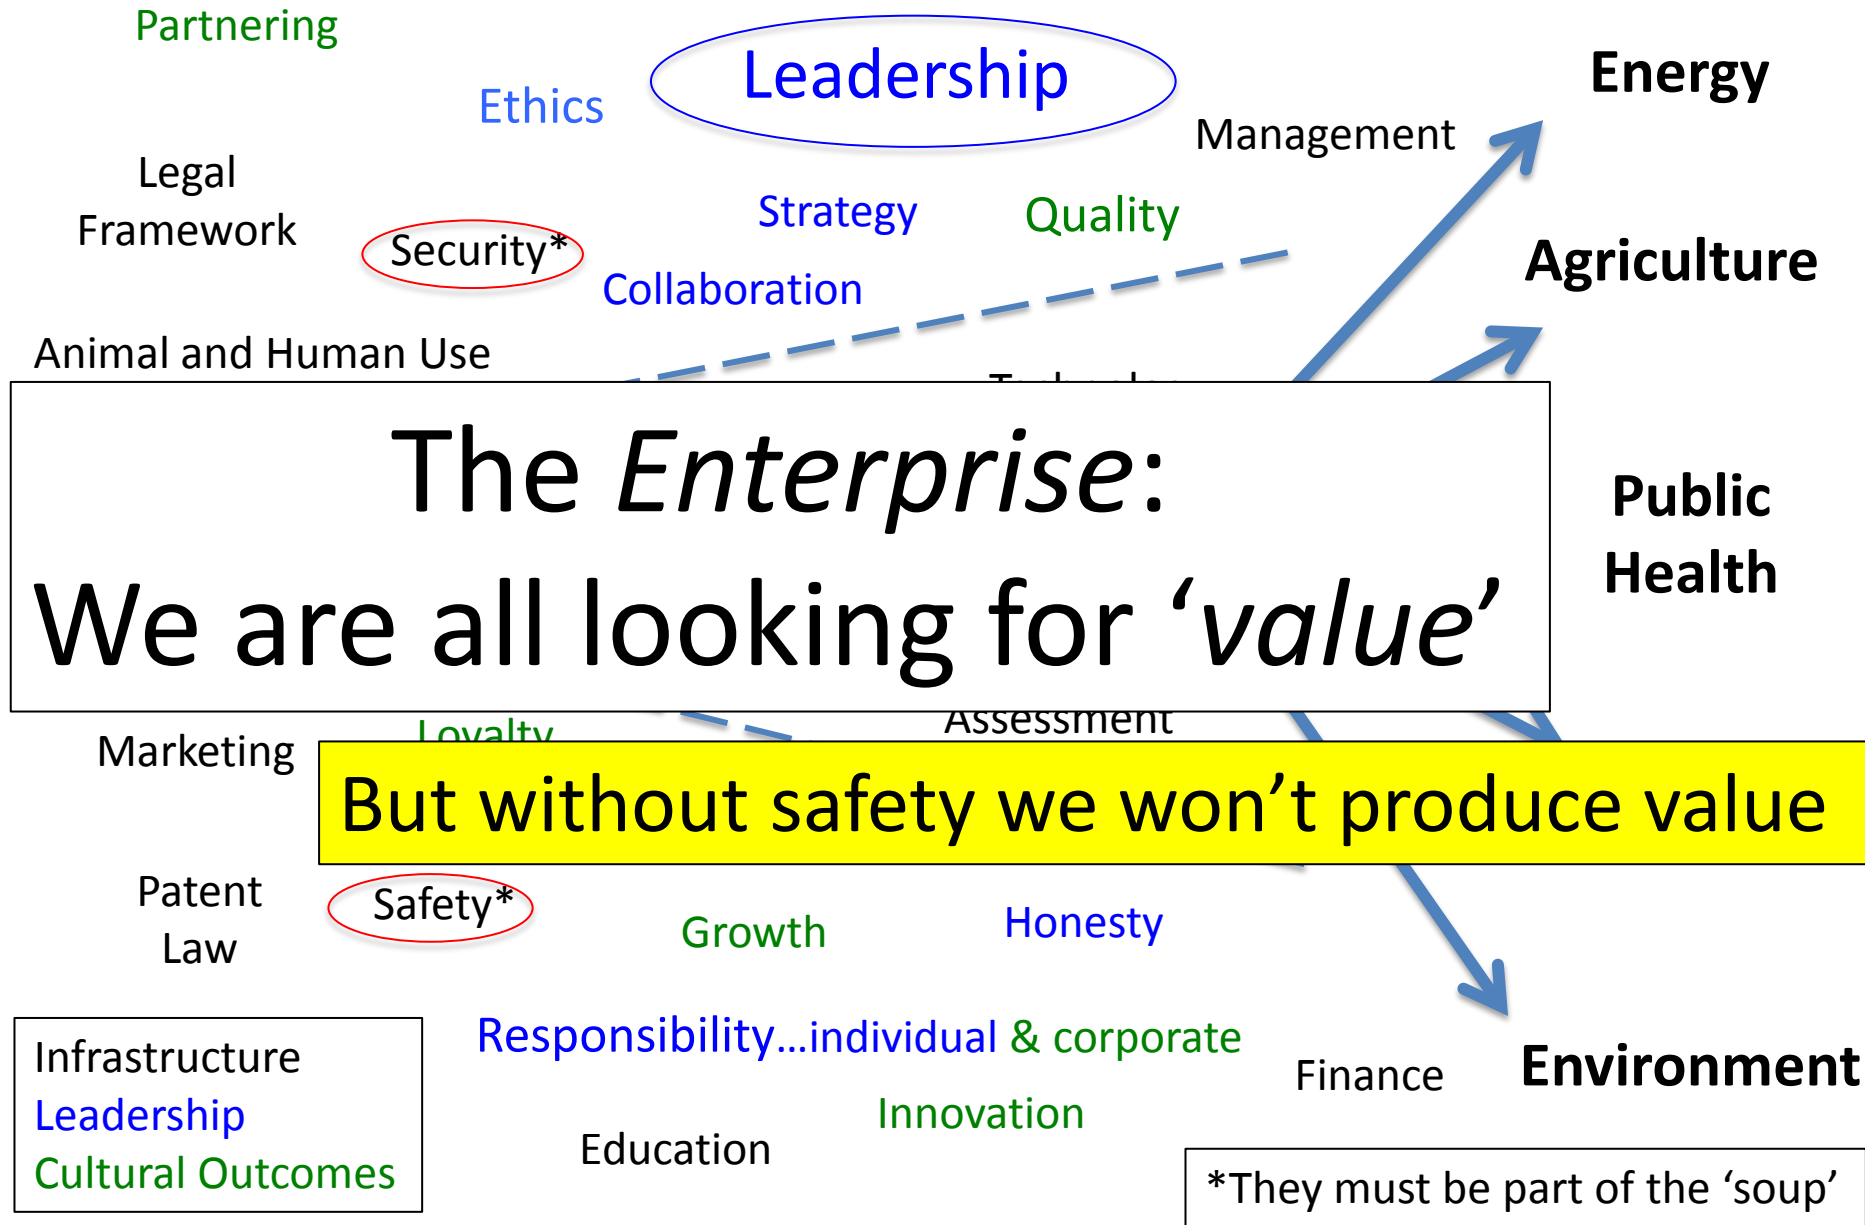 Partnering
Leadership
Energy
Ethics
Management
Legal
Framework
Strategy
Quality
Security*
Agriculture
Collaboration
Animal and Human Use
The Enterprise:
We are all looking for ‘value’
Public
Health
Marketing
Loyalty
Assessment
But without safety we won’t produce value
Patent
Law
Safety*
Growth
Honesty
Responsibility...individual & corporate
Infrastructure
Leadership
Cultural Outcomes
Finance
Environment
Innovation
Education
*They must be part of the ‘soup’